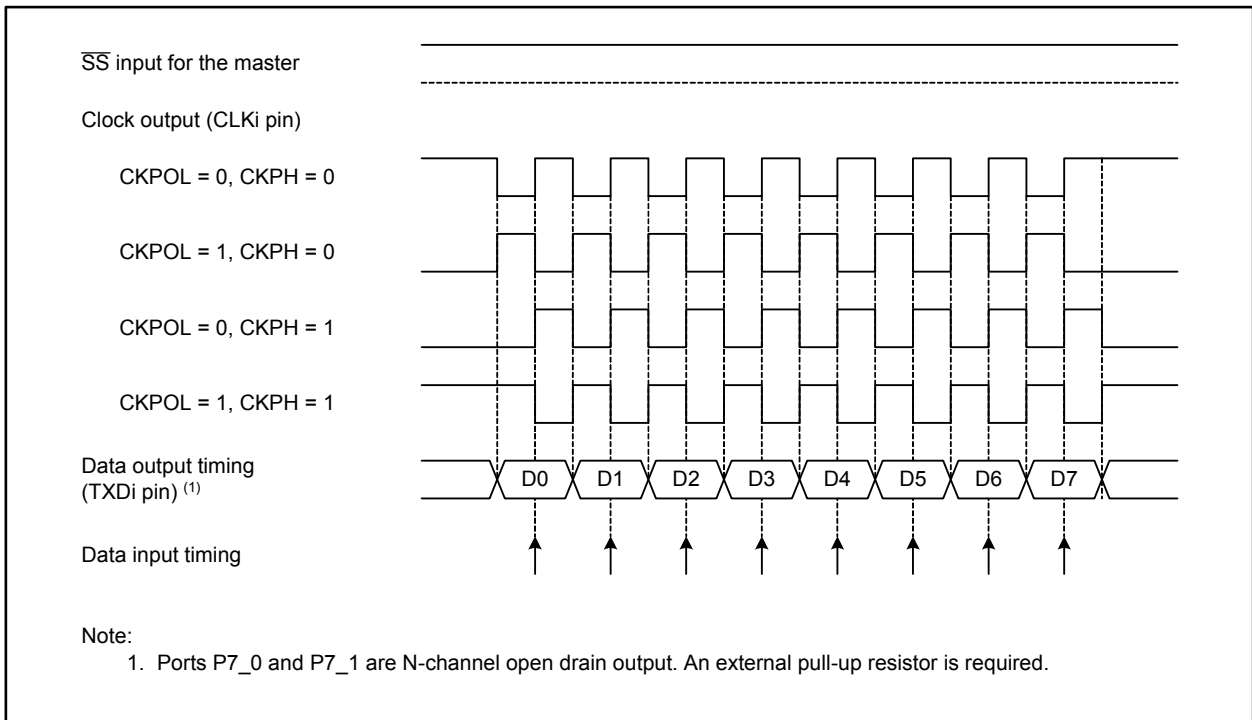 S̅S̅ input for the master
Clock output (CLKi pin)
CKPOL = 0, CKPH = 0
CKPOL = 1, CKPH = 0
CKPOL = 0, CKPH = 1
CKPOL = 1, CKPH = 1
Data output timing
(TXDi pin) (1)
D0 D1 D2 D3 D4 D5 D6 D7
Data input timing
Note:
1. Ports P7_0 and P7_1 are N-channel open drain output. An external pull-up resistor is required.